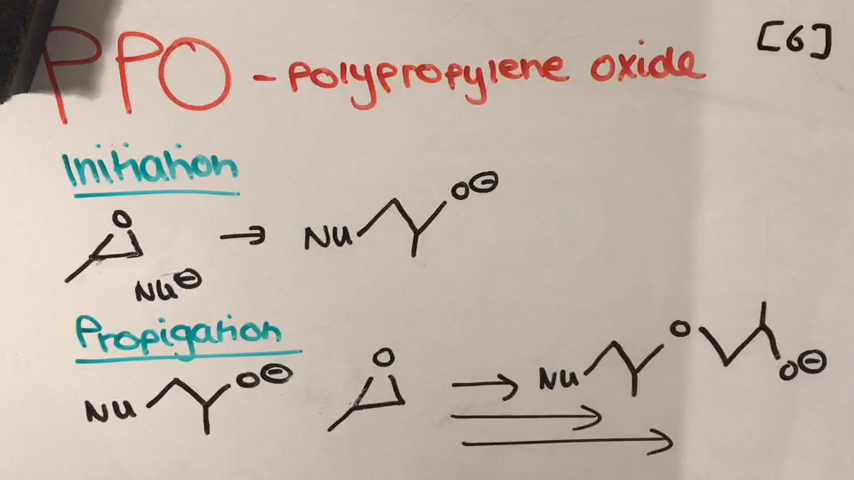 PPO - polypropylene oxide [6]
Initiation
O
Nu⊖ → Nu O⊖
Propigation
Nu O⊖ O → Nu O O⊖